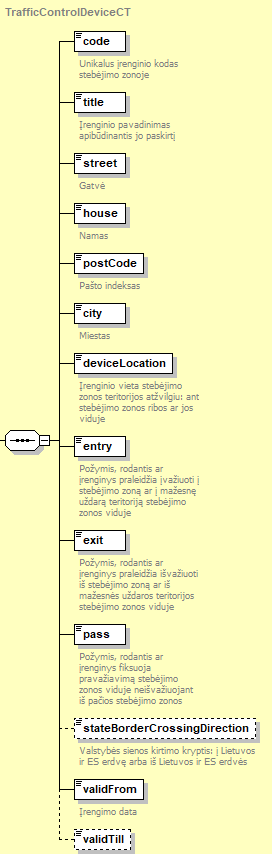 TrafficControlDeviceCT
code
Unikalus įrenginio kodas
stebėjimo zonoje
title
Įrenginio pavadinimas
apibūdinantis jo paskirtį
street
Gatvė
house
Namas
postCode
Pašto indeksas
city
Miestas
deviceLocation
Įrenginio vieta stebėjimo
zonos teritorijos atžvilgiu: ant
stebėjimo zonos ribos ar jos
viduje
entry
Požymis, rodantis ar
įrenginys praleidžia įvažiuoti į
stebėjimo zoną ar į mažesnę
uždarą teritoriją stebėjimo
zonos viduje
exit
Požymis, rodantis ar
įrenginys praleidžia išvažiuoti
iš stebėjimo zoną ar iš
mažesnės uždaros teritorijos
stebėjimo zonos viduje
pass
Požymis, rodantis ar
įrenginys fiksuoja
pravažiavimą stebėjimo
zonos viduje neišvažiuojant
iš pačios stebėjimo zonos
stateBorderCrossingDirection
Valstybės sienos kirtimo kryptis: į Lietuvos
ir ES erdvę arba iš Lietuvos ir ES erdvės
validFrom
Įrengimo data
validTill